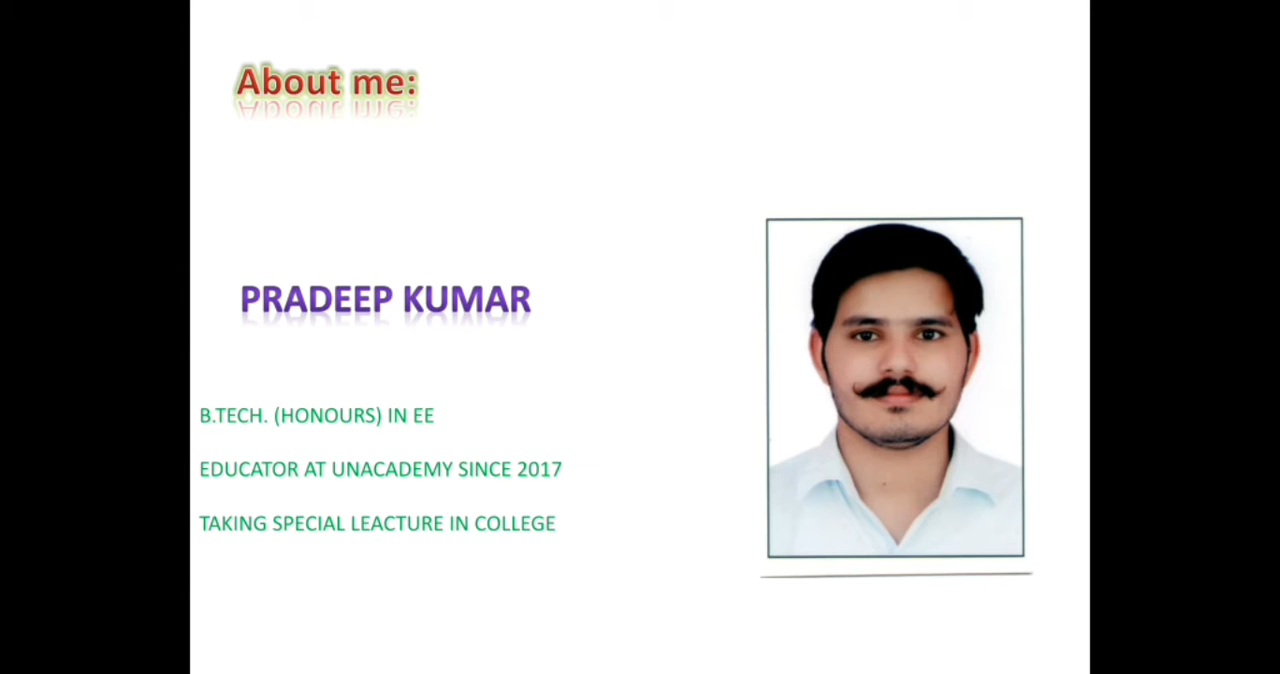 About me:
PRADEEP KUMAR
B.TECH. (HONOURS) IN EE
EDUCATOR AT UNACADEMY SINCE 2017
TAKING SPECIAL LEACTURE IN COLLEGE